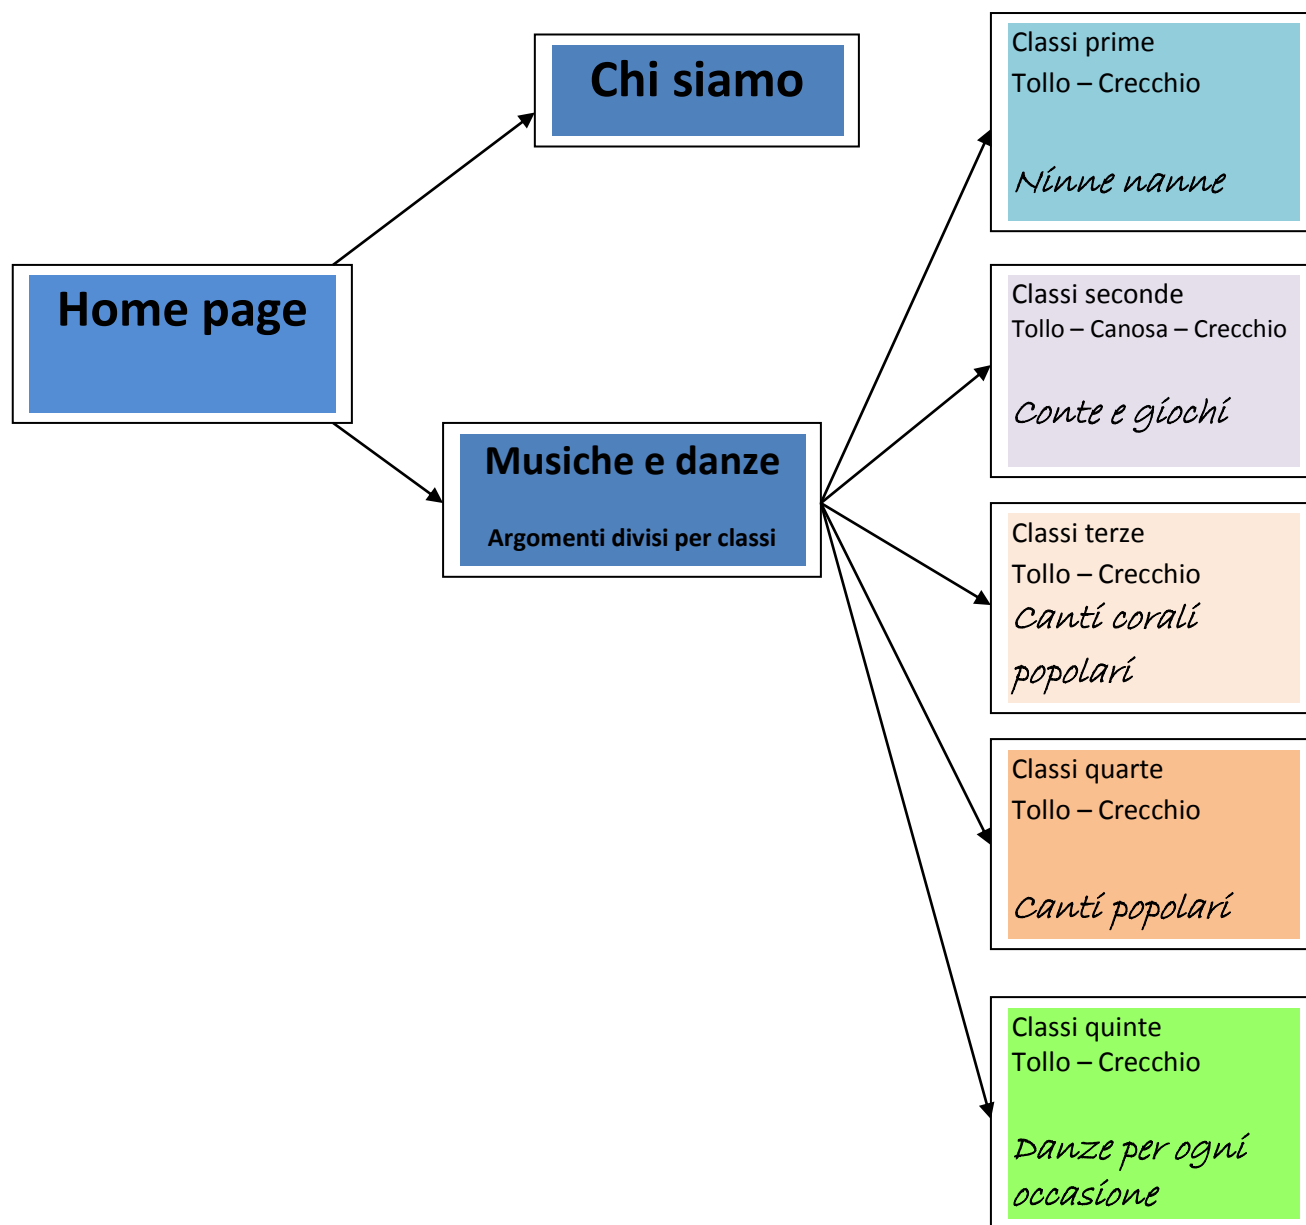 Chi siamo
Home page
Musiche e danze
Argomenti divisi per classi
Classi prime
Tollo – Crecchio
Ninne nanne
Classi seconde
Tollo – Canosa – Crecchio
Conte e giochi
Classi terze
Tollo – Crecchio
Canti corali
popolari
Classi quarte
Tollo – Crecchio
Canti popolari
Classi quinte
Tollo – Crecchio
Danze per ogni
occasione